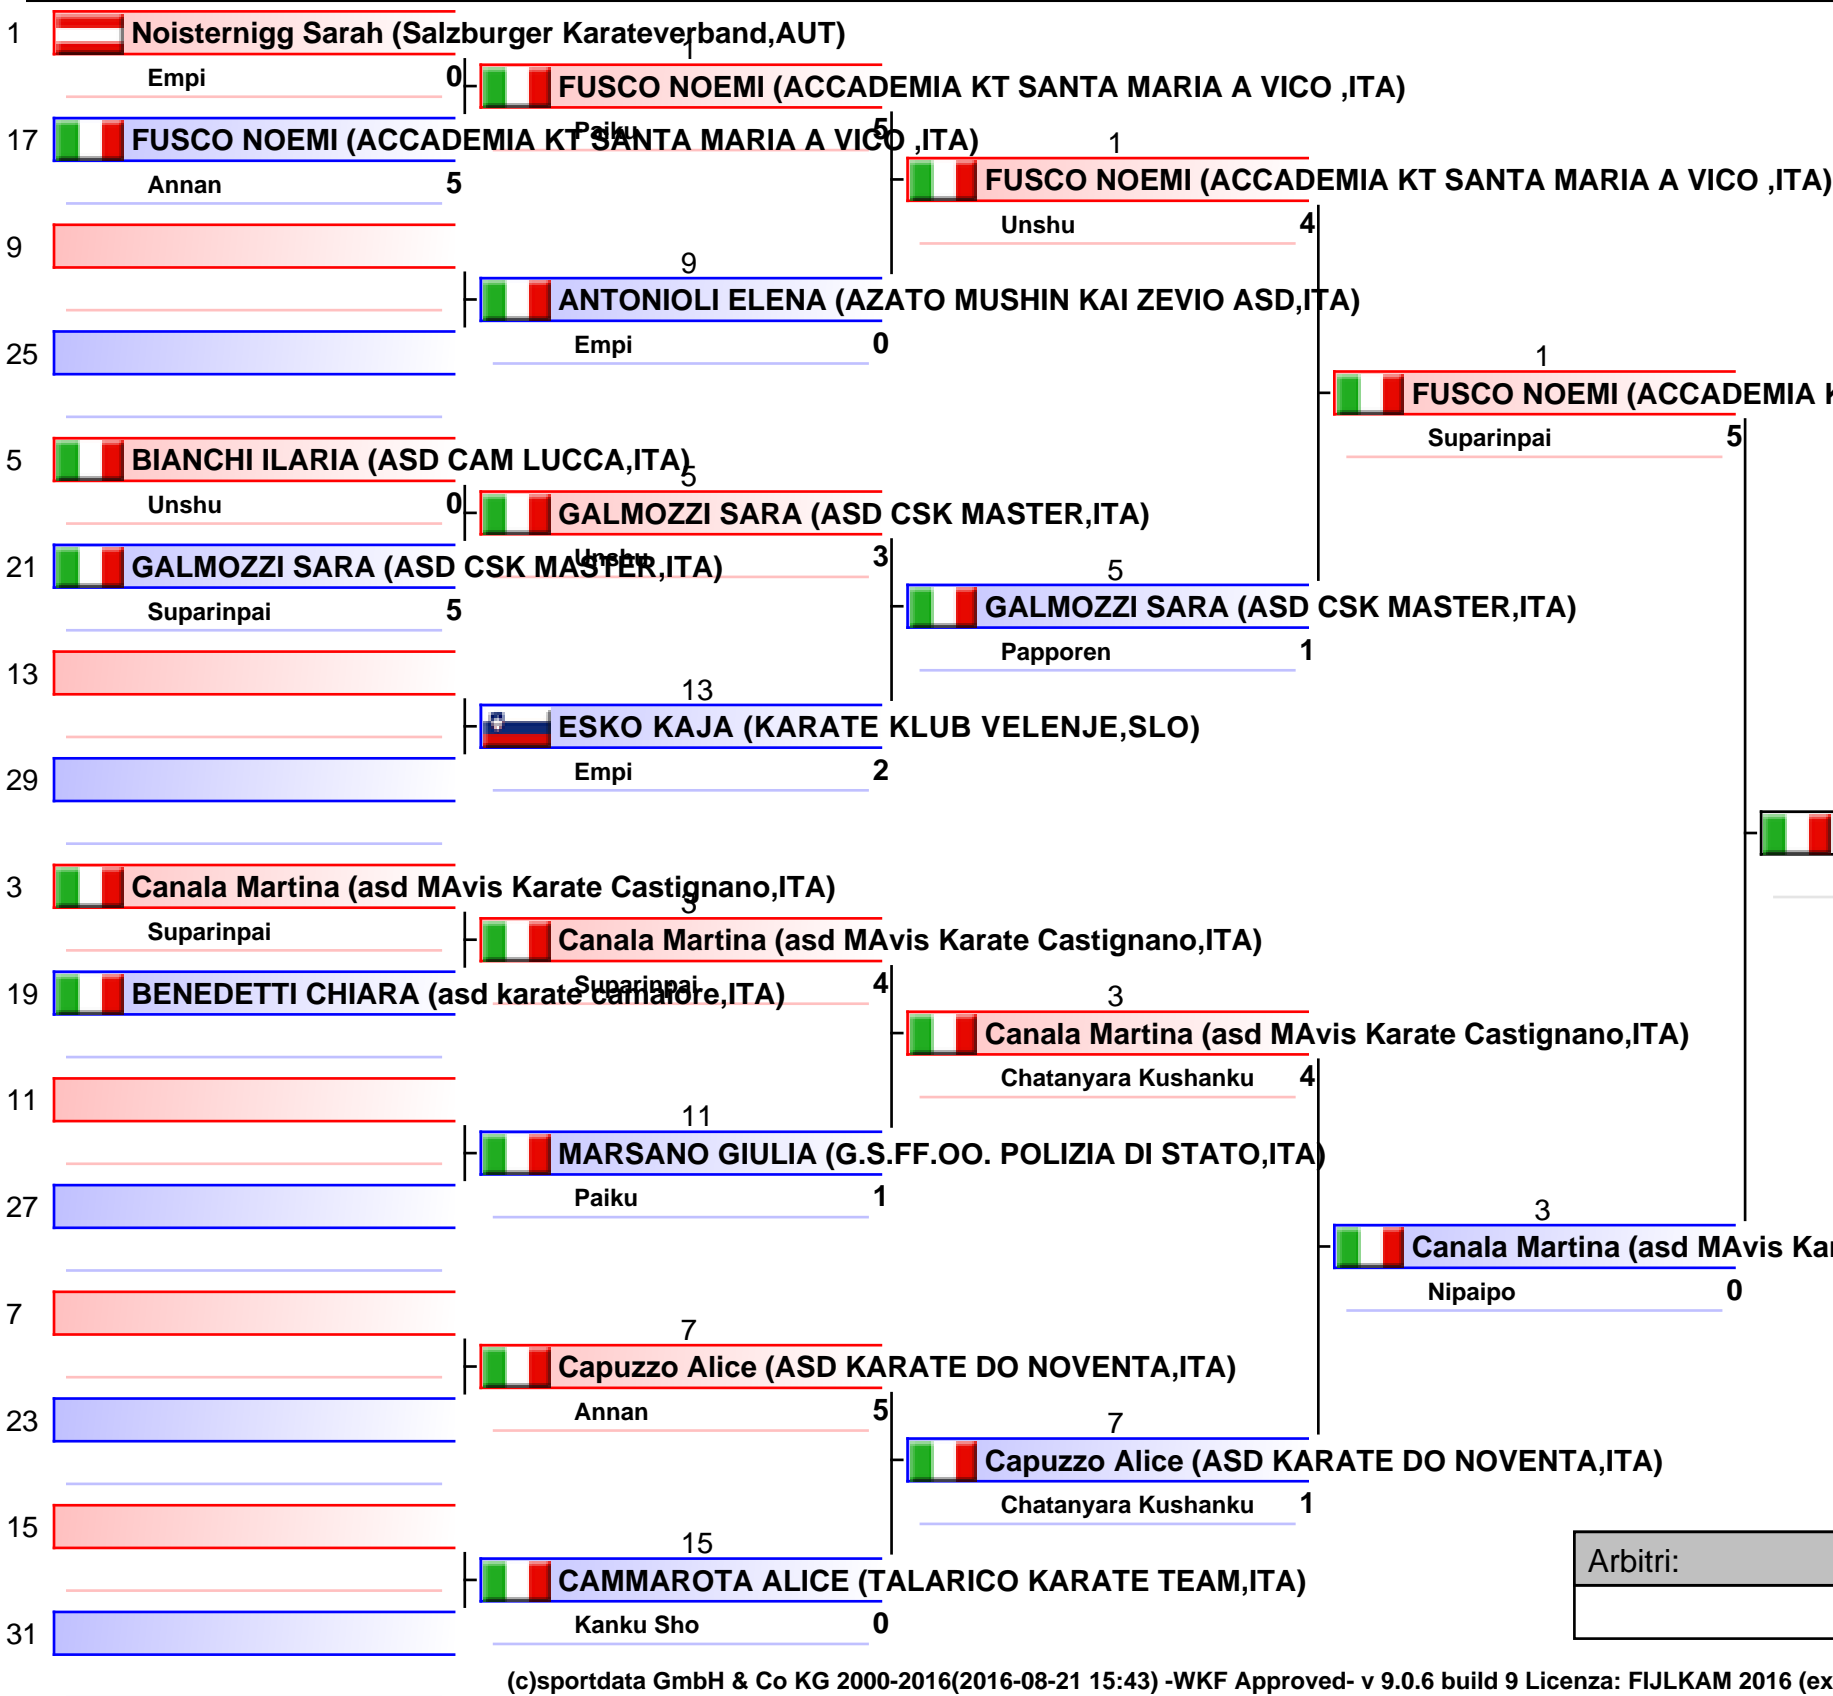 1 Noisternigg Sarah (Salzburger Karateverband,AUT)
Empi 0
17 FUSCO NOEMI (ACCADEMIA KT SANTA MARIA A VICO ,ITA)
Annan 5
9
25
5 BIANCHI ILARIA (ASD CAM LUCCA,ITA)
Unshu 0
21 GALMOZZI SARA (ASD CSK MASTER,ITA)
Suparinpai 5
13
29
3 Canala Martina (asd MAvis Karate Castignano,ITA)
Suparinpai
19 BENEDETTI CHIARA (asd karate camaiore,ITA)
11
27
7
23
15
31
1
FUSCO NOEMI (ACCADEMIA KT SANTA MARIA A VICO ,ITA)
Paiku 5
9
ANTONIOLI ELENA (AZATO MUSHIN KAI ZEVIO ASD,ITA)
Empi 0
5
GALMOZZI SARA (ASD CSK MASTER,ITA)
Unshu 3
13
ESKO KAJA (KARATE KLUB VELENJE,SLO)
Empi 2
3
Canala Martina (asd MAvis Karate Castignano,ITA)
Suparinpai 4
11
MARSANO GIULIA (G.S.FF.OO. POLIZIA DI STATO,ITA)
Paiku 1
7
Capuzzo Alice (ASD KARATE DO NOVENTA,ITA)
Annan 5
15
CAMMAROTA ALICE (TALARICO KARATE TEAM,ITA)
Kanku Sho 0
1
FUSCO NOEMI (ACCADEMIA KT SANTA MARIA A VICO ,ITA)
Unshu 4
5
GALMOZZI SARA (ASD CSK MASTER,ITA)
Papporen 1
3
Canala Martina (asd MAvis Karate Castignano,ITA)
Chatanyara Kushanku 4
7
Capuzzo Alice (ASD KARATE DO NOVENTA,ITA)
Chatanyara Kushanku 1
1
FUSCO NOEMI (ACCADEMIA
Suparinpai 5
3
Canala Martina (asd MAvis Kar
Nipaipo 0
Arbitri:
(c)sportdata GmbH & Co KG 2000-2016(2016-08-21 15:43) -WKF Approved- v 9.0.6 build 9 Licenza: FIJLKAM 2016 (ex